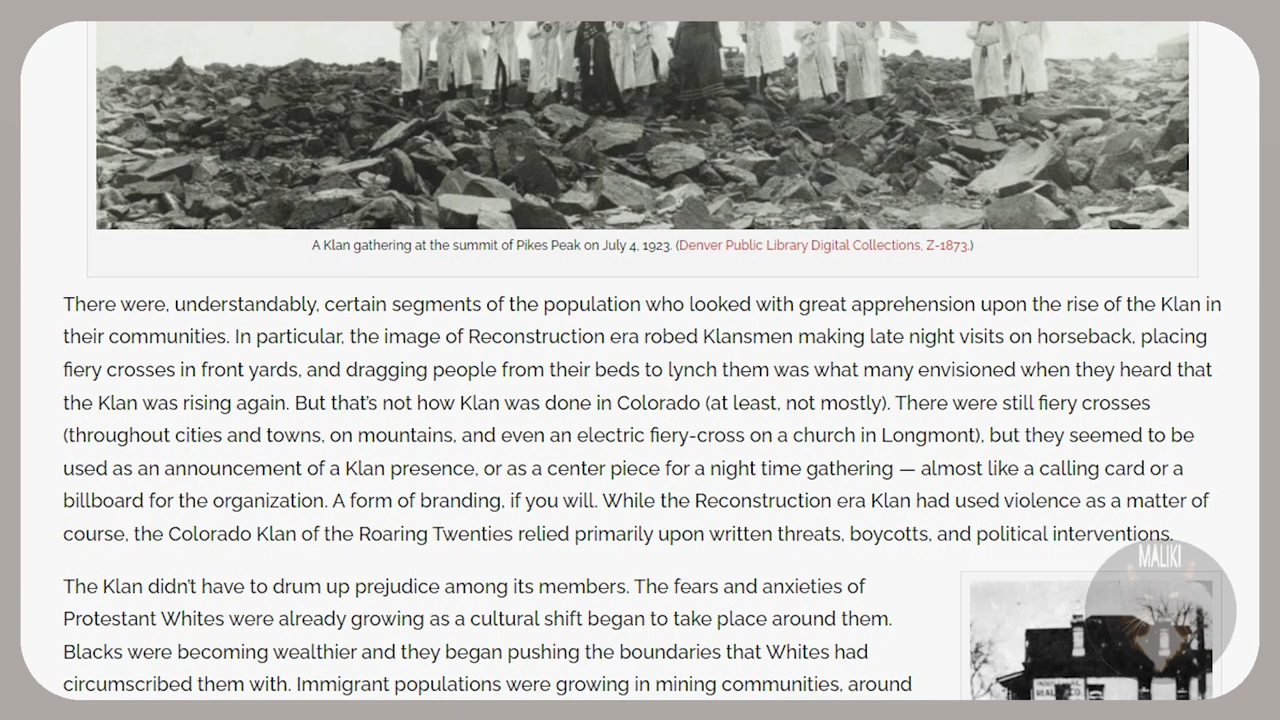 A Klan gathering at the summit of Pikes Peak on July 4, 1923. (Denver Public Library Digital Collections, Z-1873.)
There were, understandably, certain segments of the population who looked with great apprehension upon the rise of the Klan in
their communities. In particular, the image of Reconstruction era robed Klansmen making late night visits on horseback, placing
fiery crosses in front yards, and dragging people from their beds to lynch them was what many envisioned when they heard that
the Klan was rising again. But that’s not how Klan was done in Colorado (at least, not mostly). There were still fiery crosses
(throughout cities and towns, on mountains, and even an electric fiery-cross on a church in Longmont), but they seemed to be
used as an announcement of a Klan presence, or as a center piece for a night time gathering — almost like a calling card or a
billboard for the organization. A form of branding, if you will. While the Reconstruction era Klan had used violence as a matter of
course, the Colorado Klan of the Roaring Twenties relied primarily upon written threats, boycotts, and political interventions.
MALIKI
The Klan didn’t have to drum up prejudice among its members. The fears and anxieties of
Protestant Whites were already growing as a cultural shift began to take place around them.
Blacks were becoming wealthier and they began pushing the boundaries that Whites had
circumscribed them with. Immigrant populations were growing in mining communities, around